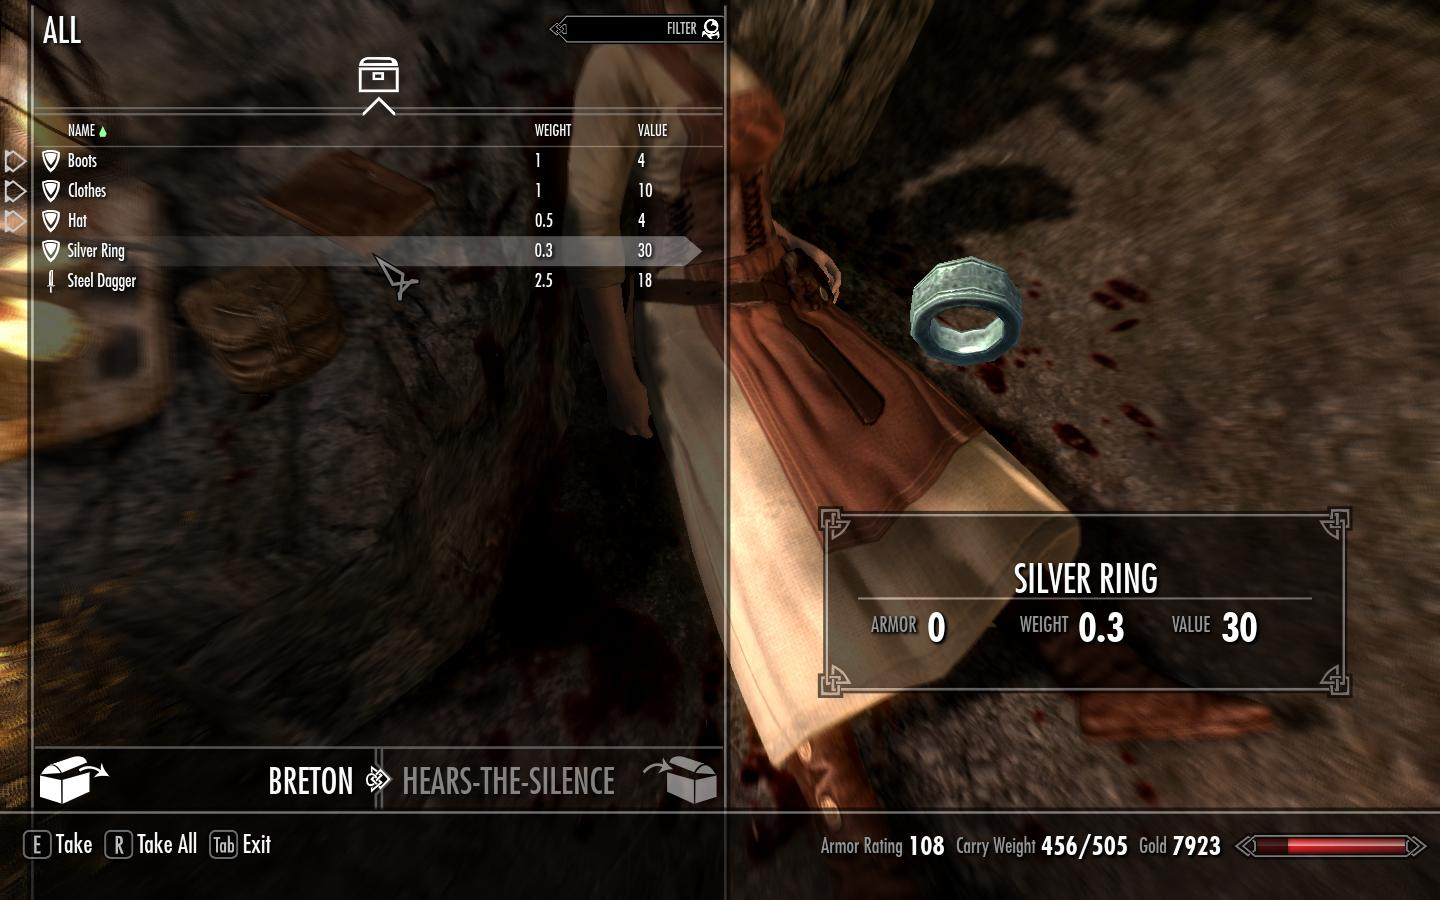 ALL
FILTER
NAME WEIGHT VALUE
Boots 1 4
Clothes 1 10
Hat 0.5 4
Silver Ring 0.3 30
Steel Dagger 2.5 18
SILVER RING
ARMOR 0 WEIGHT 0.3 VALUE 30
BRETON HEARS-THE-SILENCE
E Take R Take All Tab Exit
Armor Rating 108 Carry Weight 456/505 Gold 7923